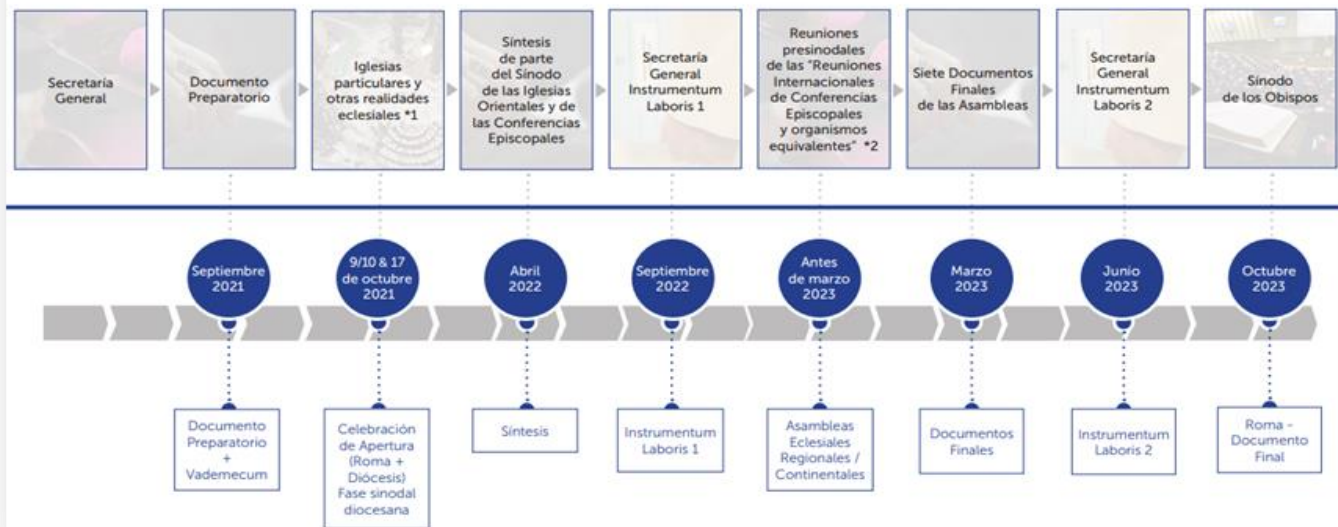 Secretaría
General
Documento
Preparatorio
Iglesias
particulares y
otras realidades
eclesiales *1
Síntesis
de parte
del Sínodo
de las Iglesias
Orientales y de
las Conferencias
Episcopales
Secretaría
General
Instrumentum
Laboris 1
Reuniones
presinodales
de las "Reuniones
Internacionales
de Conferencias
Episcopales
y organismos
equivalentes" *2
Siete Documentos
Finales
de las Asambleas
Secretaría
General
Instrumentum
Laboris 2
Sínodo
de los Obispos
Septiembre
2021
9/10 & 17
de octubre
2021
Abril
2022
Septiembre
2022
Antes
de marzo
2023
Marzo
2023
Junio
2023
Octubre
2023
Documento
Preparatorio
+
Vademecum
Celebración
de Apertura
(Roma +
Diócesis)
Fase sinodal
diocesana
Síntesis
Instrumentum
Laboris 1
Asambleas
Eclesiales
Regionales /
Continentales
Documentos
Finales
Instrumentum
Laboris 2
Roma -
Documento
Final